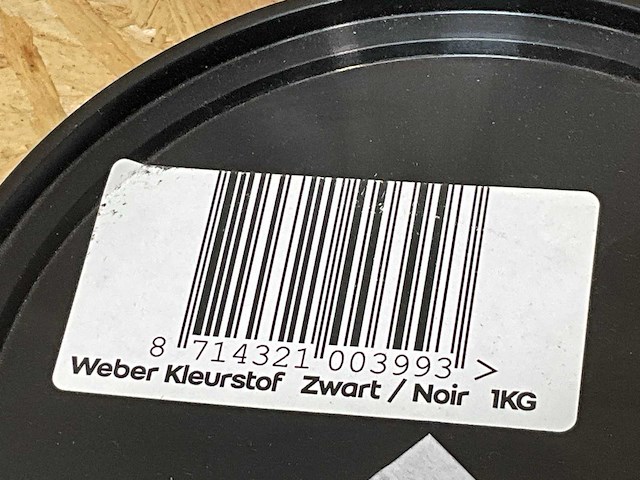 8 714321 003993 >
Weber Kleurstof Zwart / Noir 1KG